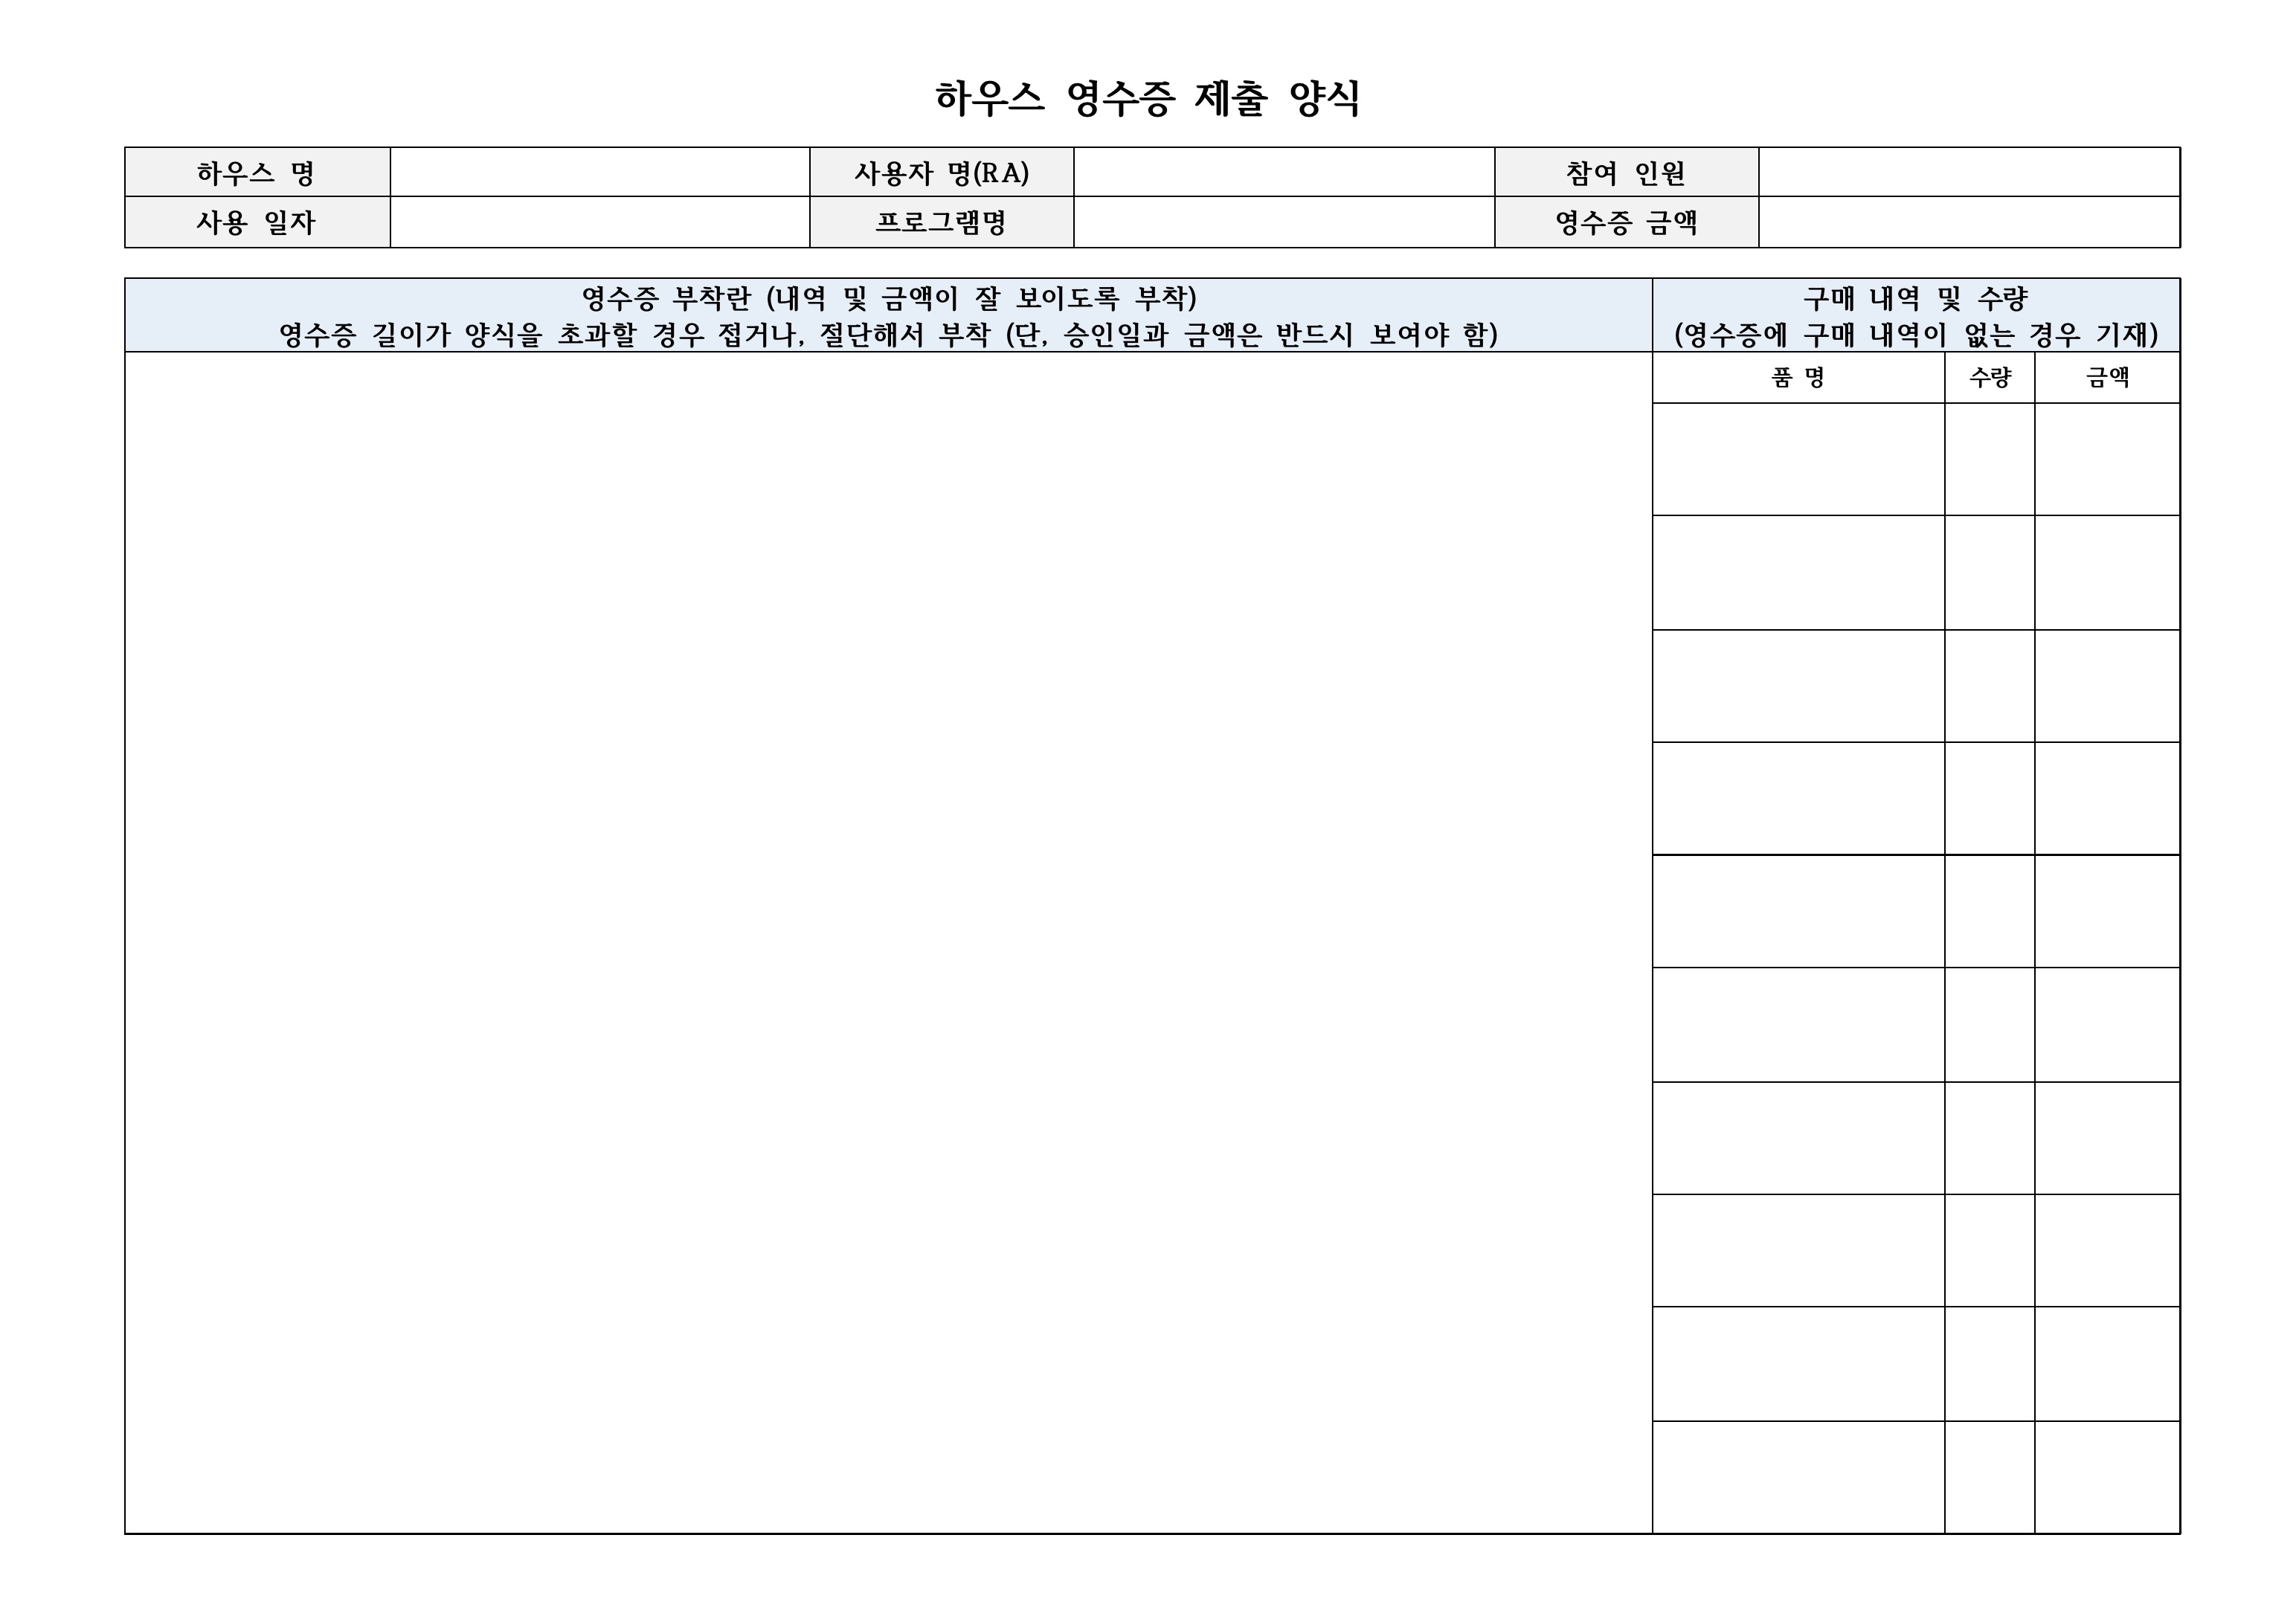 하우스 영수증 제출 양식
하우스 명 사용자 명(RA) 참여 인원
사용 일자 프로그램명 영수증 금액
영수증 부착란 (내역 및 금액이 잘 보이도록 부착)
영수증 길이가 양식을 초과할 경우 접거나, 절단해서 부착 (단, 승인일과 금액은 반드시 보여야 함)
구매 내역 및 수량
(영수증에 구매 내역이 없는 경우 기재)
품 명 수량 금액